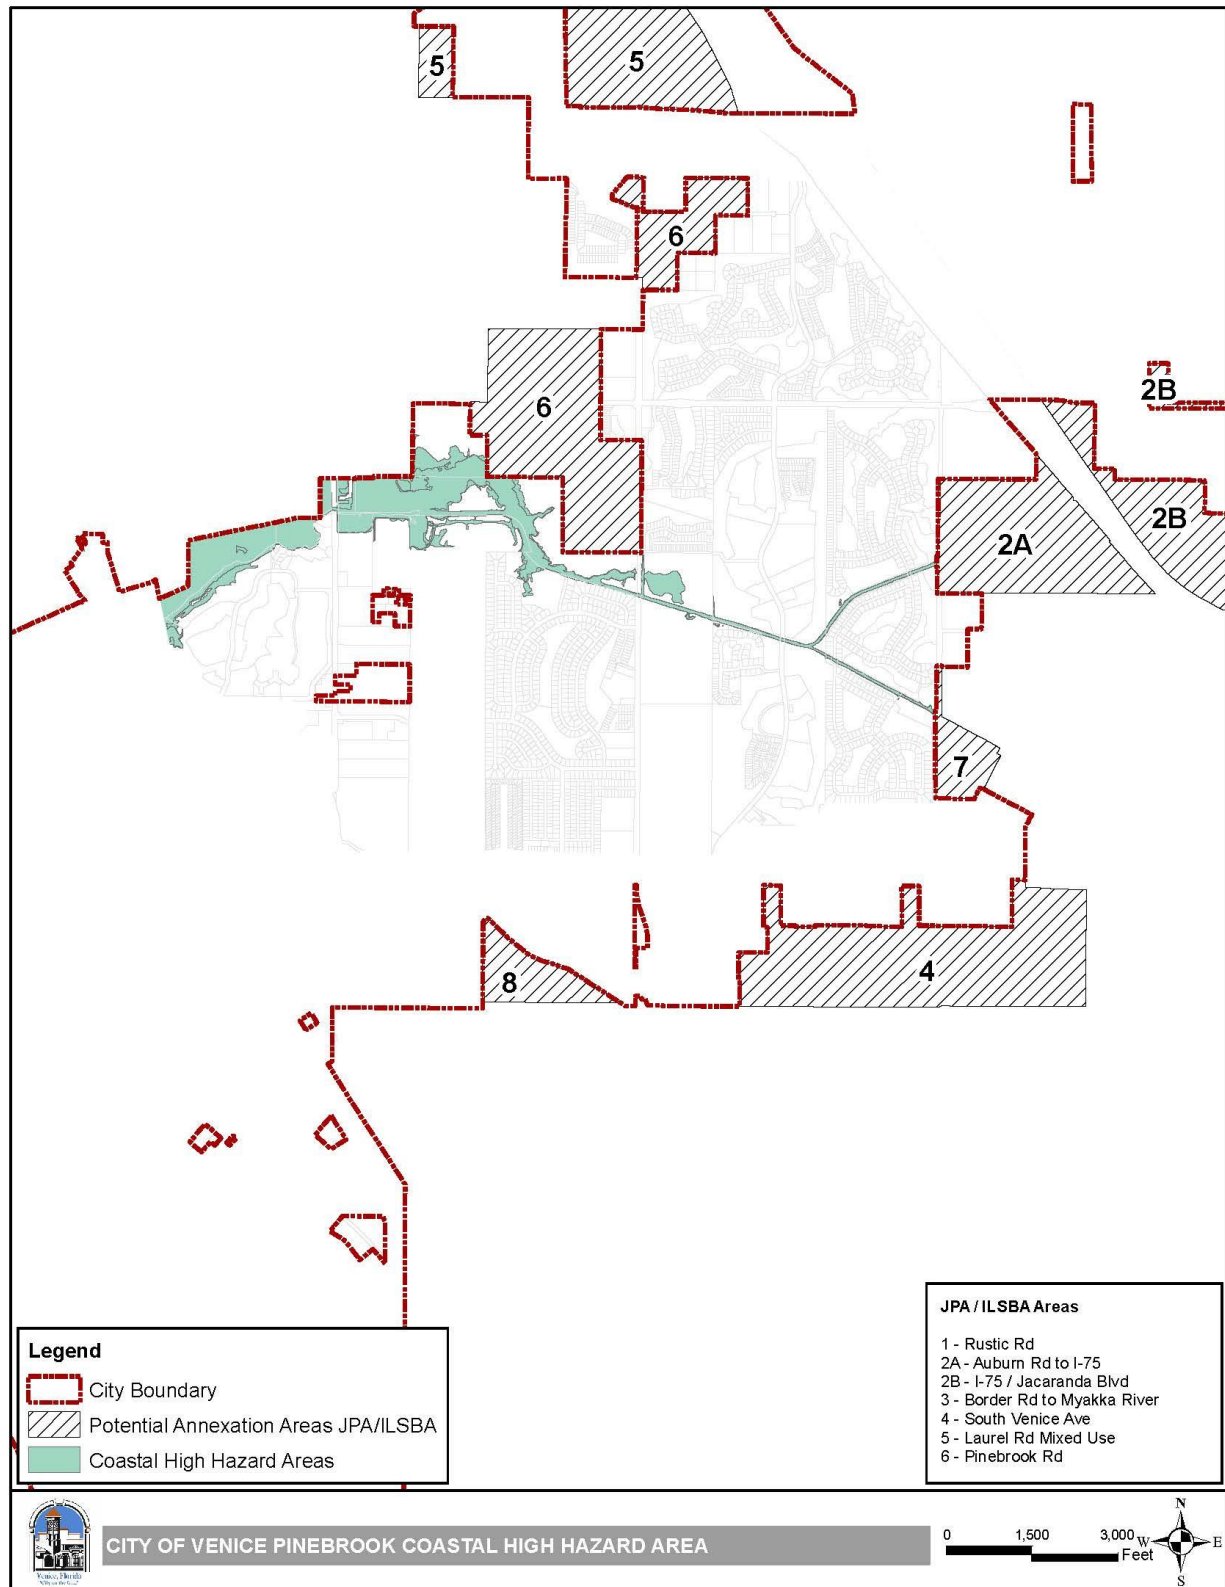 5
5
6
6
2B
2B
2A
7
4
8
Legend
City Boundary
Potential Annexation Areas JPA/ILSBA
Coastal High Hazard Areas
JPA / ILSBA Areas
1 - Rustic Rd
2A - Auburn Rd to I-75
2B - I-75 / Jacaranda Blvd
3 - Border Rd to Myakka River
4 - South Venice Ave
5 - Laurel Rd Mixed Use
6 - Pinebrook Rd
Venice, Florida
CITY OF VENICE PINEBROOK COASTAL HIGH HAZARD AREA
0 1,500 3,000
Feet
N
W E
S